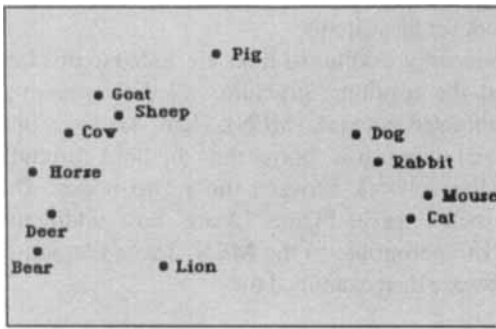 Pig
Goat
Sheep
Cow
Dog
Rabbit
Horse
Mouse
Cat
Deer
Bear
Lion